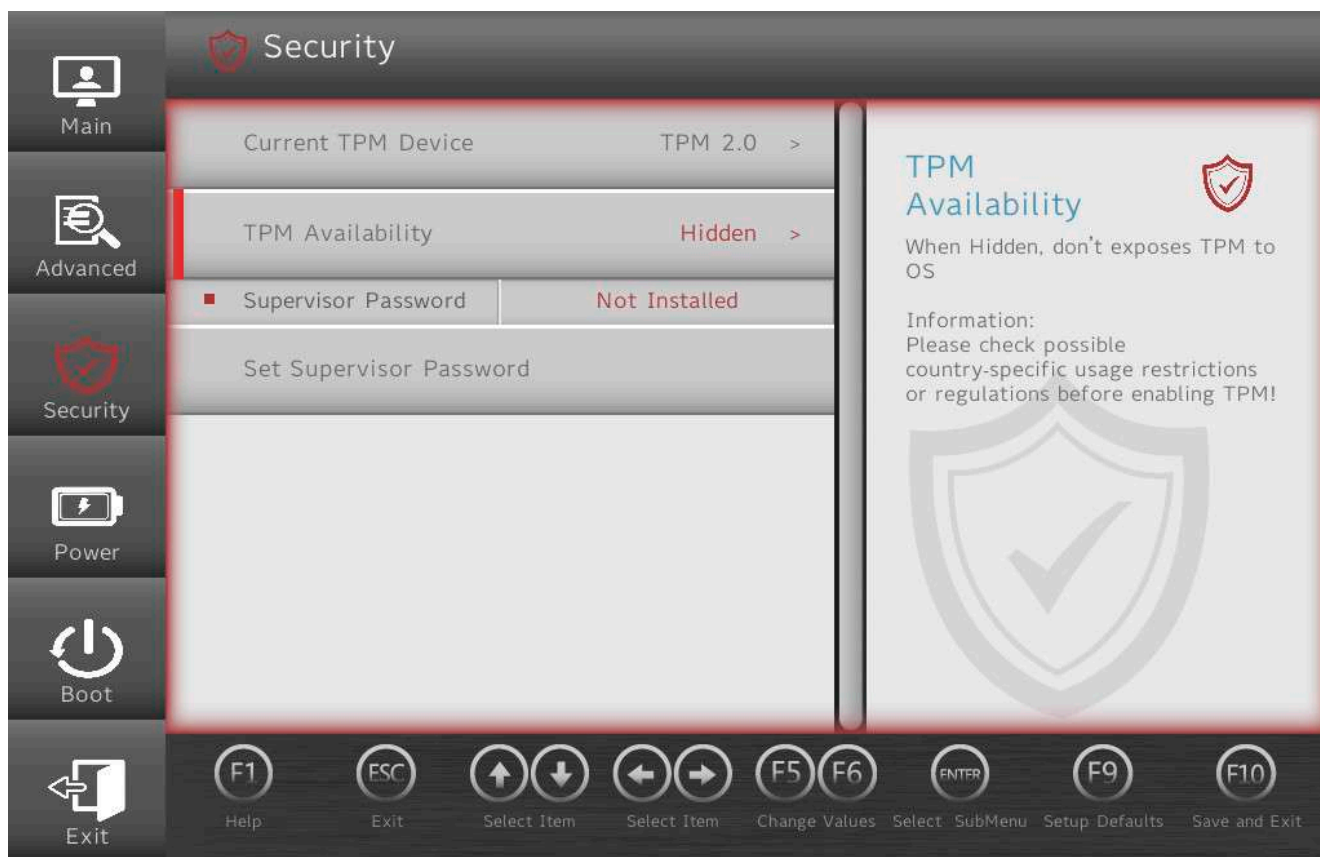 Security
Main
Advanced
Security
Power
Boot
Exit
Current TPM Device TPM 2.0 >
TPM Availability Hidden >
Supervisor Password Not Installed
Set Supervisor Password
TPM
Availability
When Hidden, don't exposes TPM to
OS
Information:
Please check possible
country-specific usage restrictions
or regulations before enabling TPM!
F1 ESC F5 F6 ENTER F9 F10
Help Exit Select Item Select Item Change Values Select SubMenu Setup Defaults Save and Exit